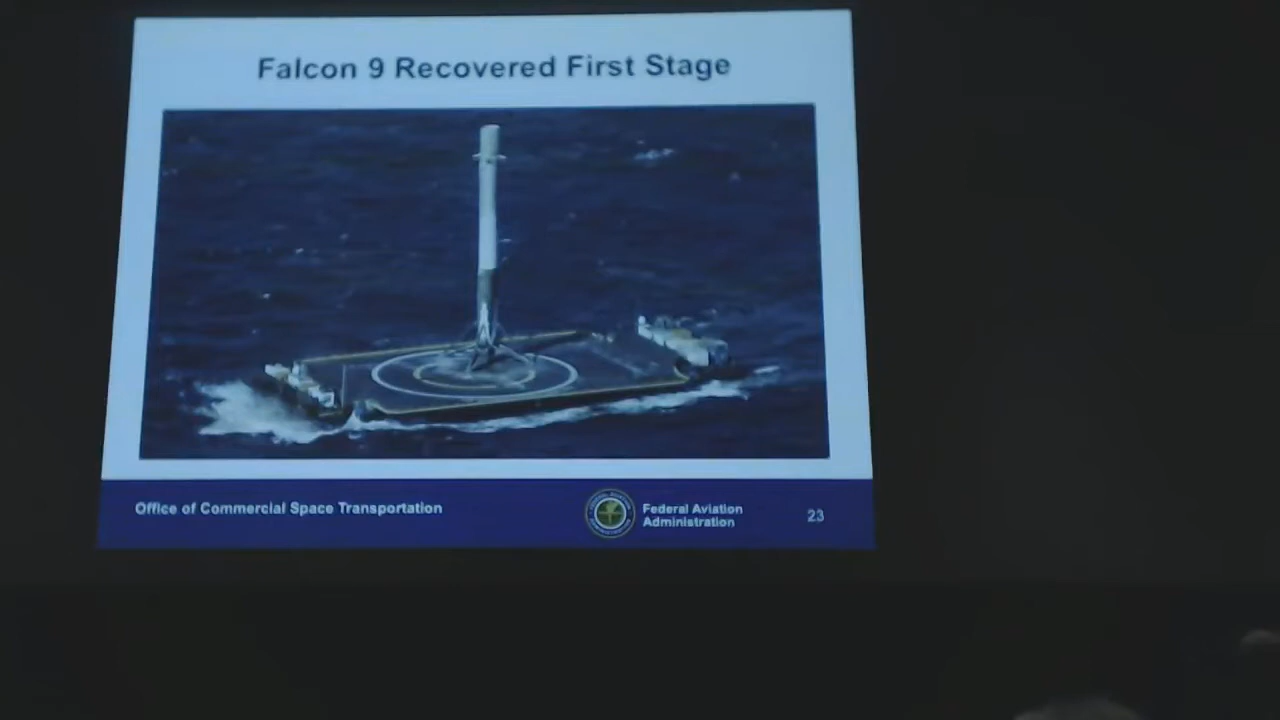 Falcon 9 Recovered First Stage
Office of Commercial Space Transportation
Federal Aviation
Administration
23